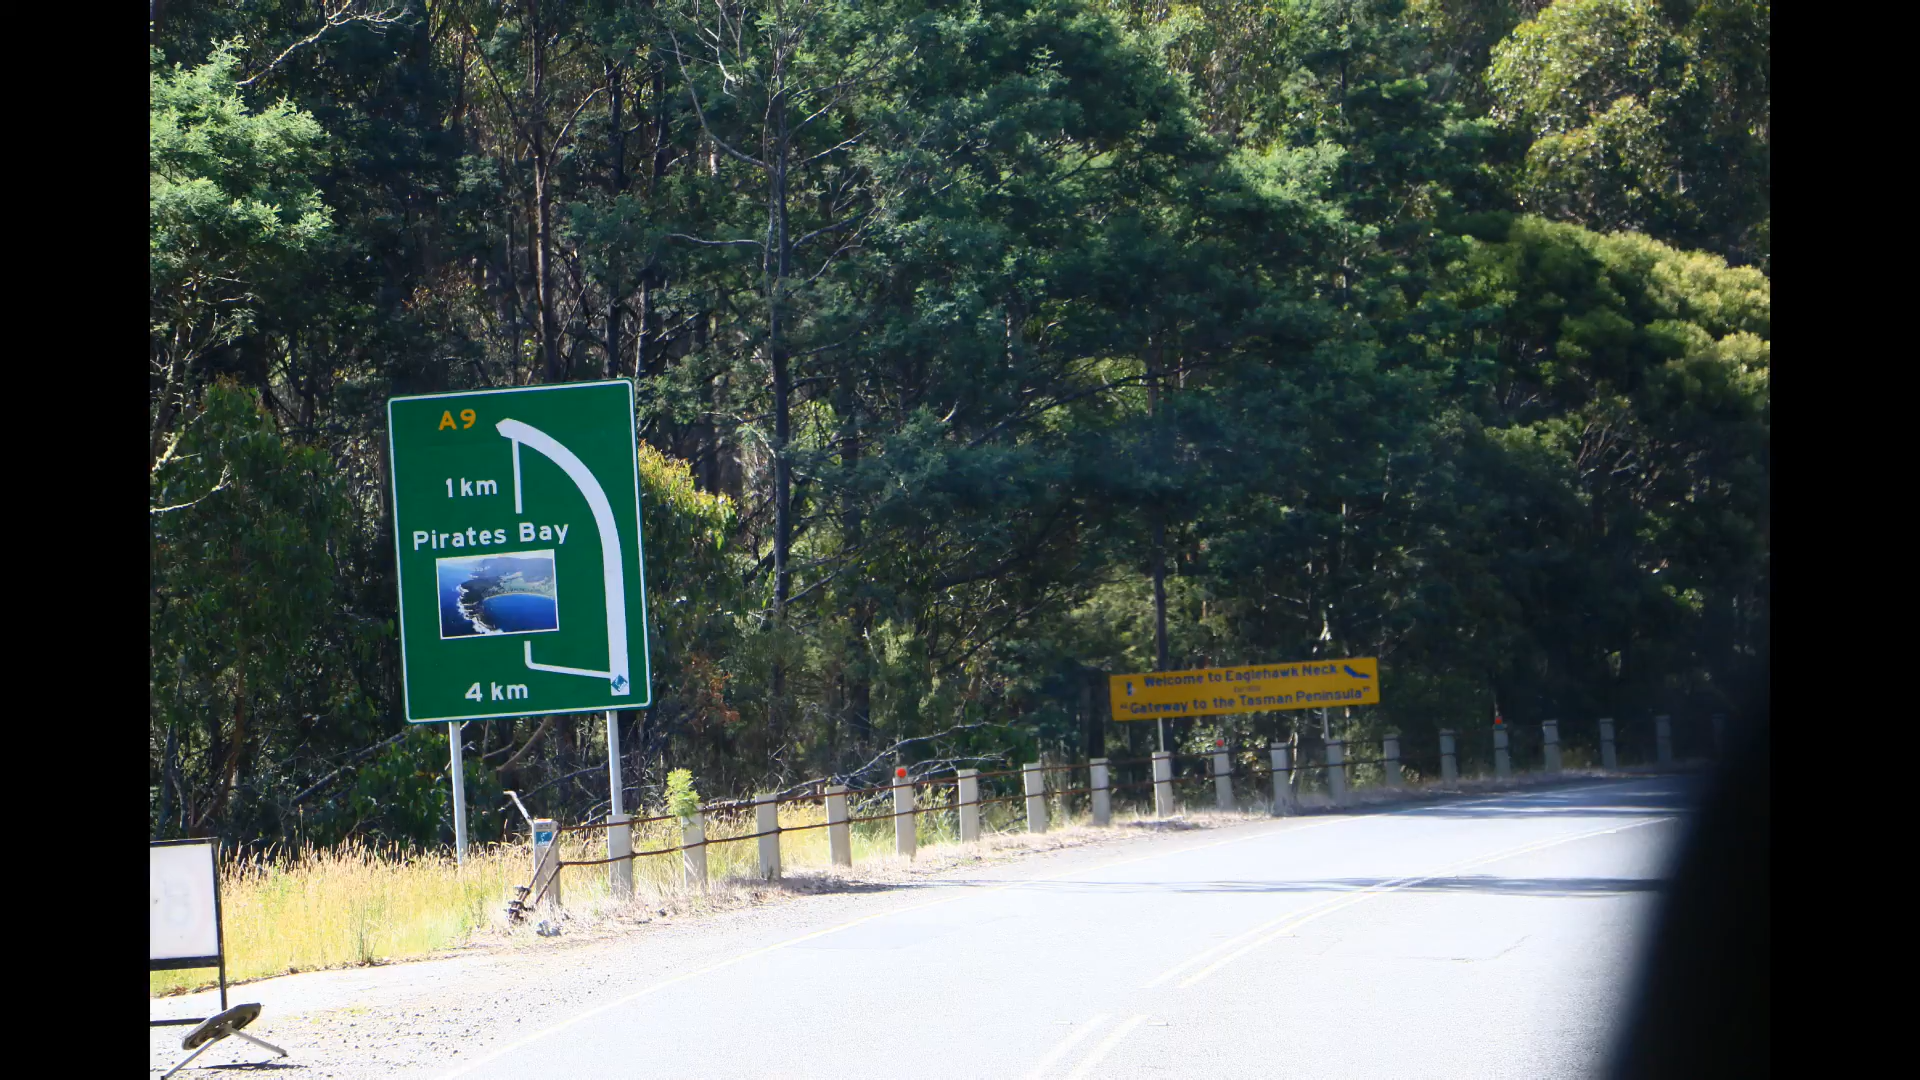 A9
1 km
Pirates Bay
4 km
Welcome to Eaglehawk Neck
"Gateway to the Tasman Peninsula"